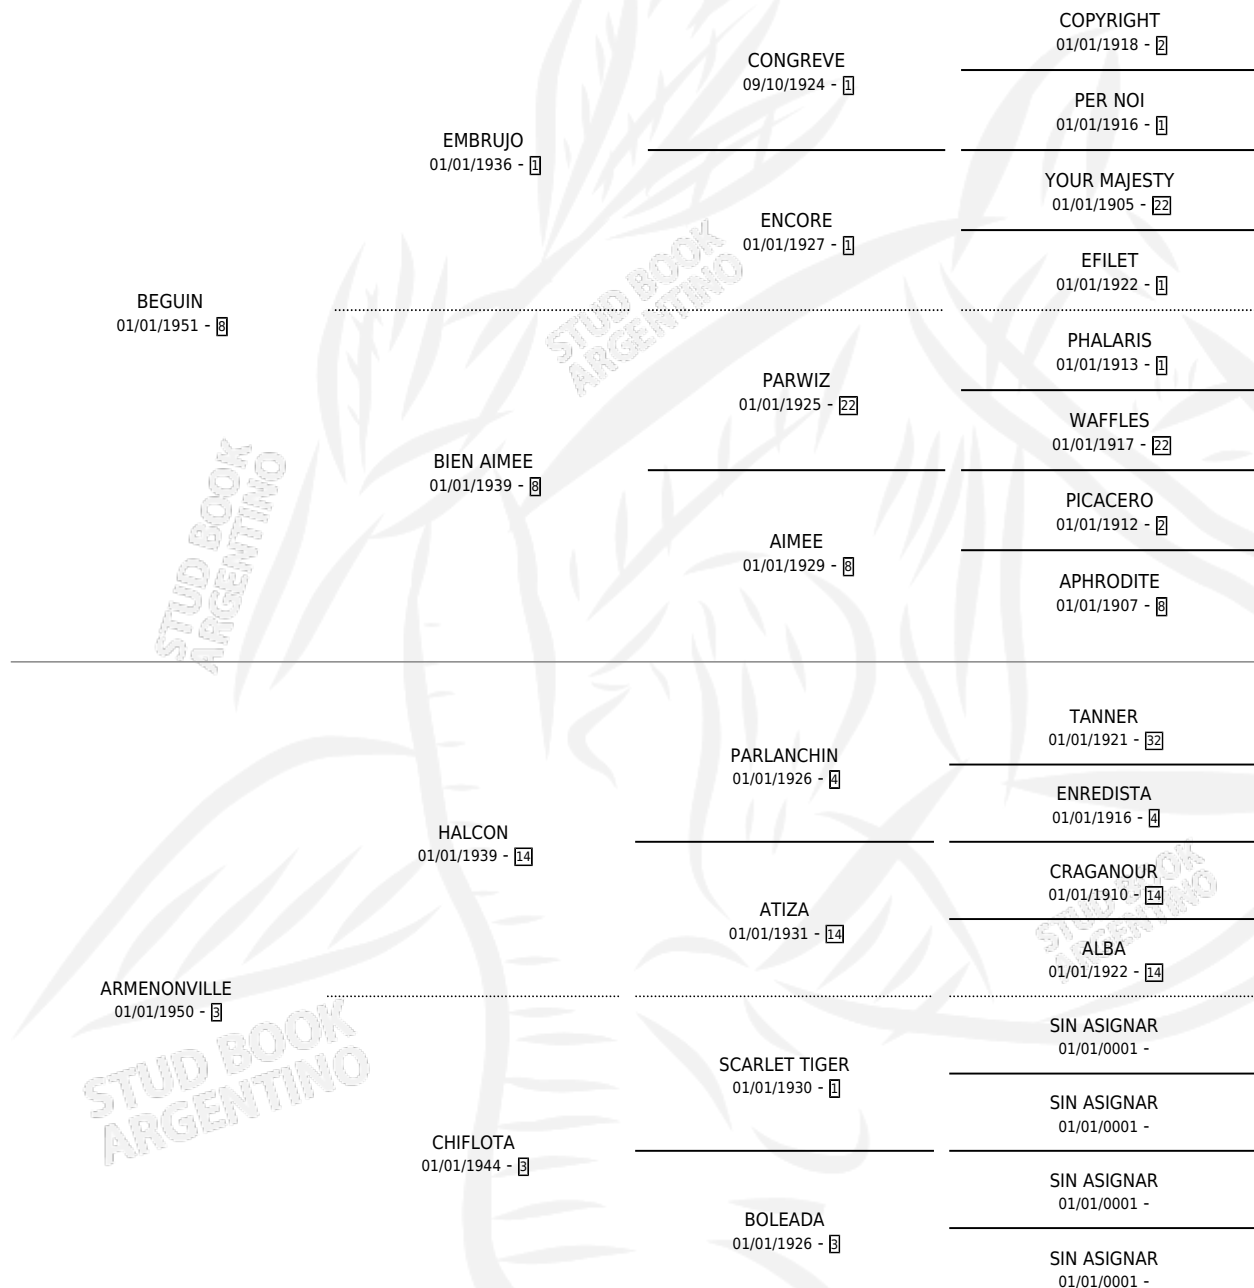 COPYRIGHT
01/01/1918 - 2
CONGREVE
09/10/1924 - 1
PER NOI
01/01/1916 - 1
EMBRUJO
01/01/1936 - 1
YOUR MAJESTY
01/01/1905 - 22
ENCORE
01/01/1927 - 1
EFILET
01/01/1922 - 1
BEGUIN
01/01/1951 - 8
PHALARIS
01/01/1913 - 1
PARWIZ
01/01/1925 - 22
WAFFLES
01/01/1917 - 22
BIEN AIMEE
01/01/1939 - 8
PICACERO
01/01/1912 - 2
AIMEE
01/01/1929 - 8
APHRODITE
01/01/1907 - 8
TANNER
01/01/1921 - 32
PARLANCHIN
01/01/1926 - 4
ENREDISTA
01/01/1916 - 4
HALCON
01/01/1939 - 14
CRAGANOUR
01/01/1910 - 14
ATIZA
01/01/1931 - 14
ALBA
01/01/1922 - 14
ARMENONVILLE
01/01/1950 - 3
SIN ASIGNAR
01/01/0001 -
SCARLET TIGER
01/01/1930 - 1
SIN ASIGNAR
01/01/0001 -
CHIFLOTA
01/01/1944 - 3
SIN ASIGNAR
01/01/0001 -
BOLEADA
01/01/1926 - 3
SIN ASIGNAR
01/01/0001 -
STUD BOOK
ARGENTINO
STUD BOOK
ARGENTINO
STUD BOOK
ARGENTINO
STUD BOOK
ARGENTINO